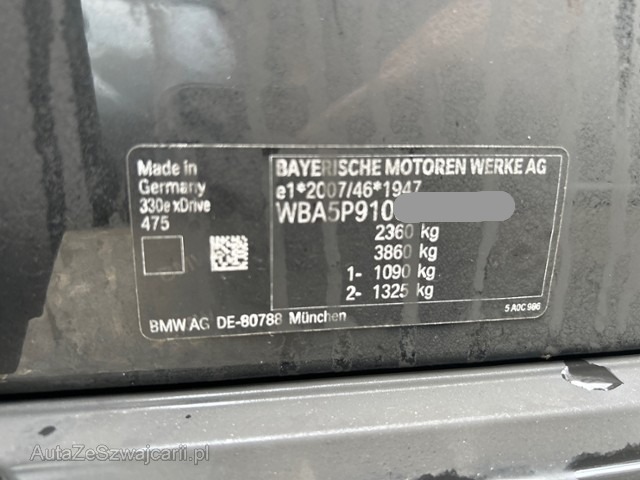 Made in
Germany
330e xDrive
475
BAYERISCHE MOTOREN WERKE AG
e1*2007/46*1947
WBA5P910
2360 kg
3860 kg
1- 1090 kg
2- 1325 kg
5 A0C 986
BMW AG DE-80788 München
AutaZeSzwajcarii.pl